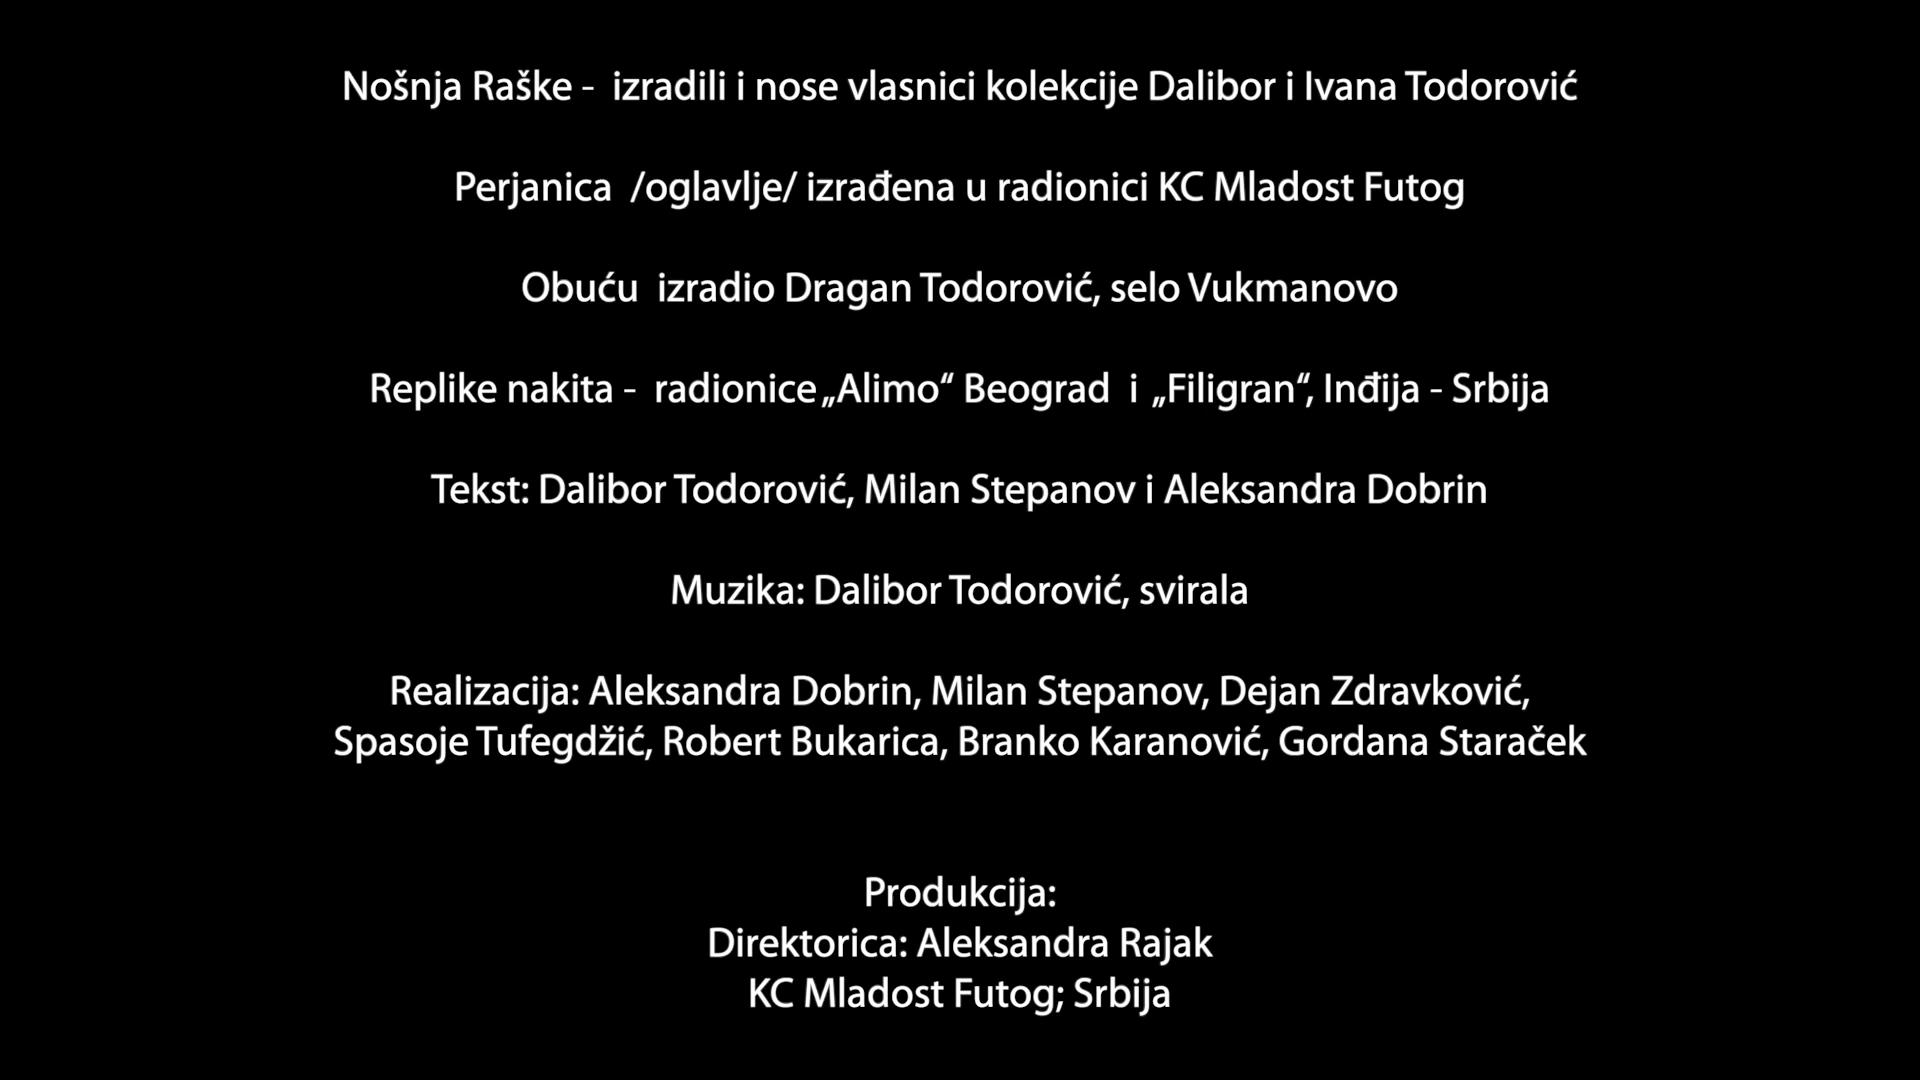 Nošnja Raške -  izradili i nose vlasnici kolekcije Dalibor i Ivana Todorović
Perjanica  /oglavlje/ izrađena u radionici KC Mladost Futog
Obuću  izradio Dragan Todorović, selo Vukmanovo
Replike nakita -  radionice „Alimo“ Beograd  i  „Filigran“, Inđija - Srbija
Tekst: Dalibor Todorović, Milan Stepanov i Aleksandra Dobrin
Muzika: Dalibor Todorović, svirala
Realizacija: Aleksandra Dobrin, Milan Stepanov, Dejan Zdravković,
Spasoje Tufegdžić, Robert Bukarica, Branko Karanović, Gordana Staraček
Produkcija:
Direktorica: Aleksandra Rajak
KC Mladost Futog; Srbija